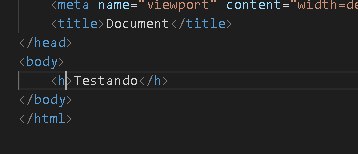 <meta name="viewport" content="width=de
<title>Document</title>
</head>
<body>
<h>Testando</h>
</body>
</html>